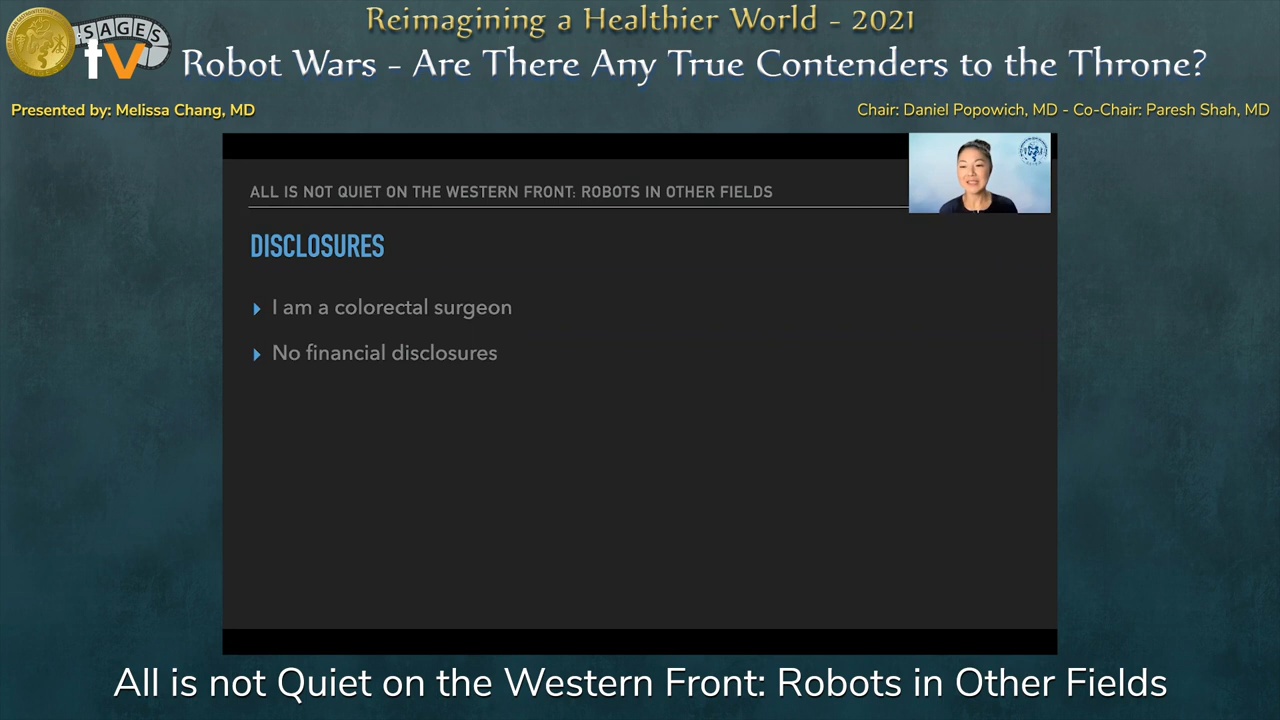 Reimagining a Healthier World - 2021
SAGES
tv
Robot Wars - Are There Any True Contenders to the Throne?
Presented by: Melissa Chang, MD
Chair: Daniel Popowich, MD - Co-Chair: Paresh Shah, MD
ALL IS NOT QUIET ON THE WESTERN FRONT: ROBOTS IN OTHER FIELDS
DISCLOSURES
I am a colorectal surgeon
No financial disclosures
All is not Quiet on the Western Front: Robots in Other Fields